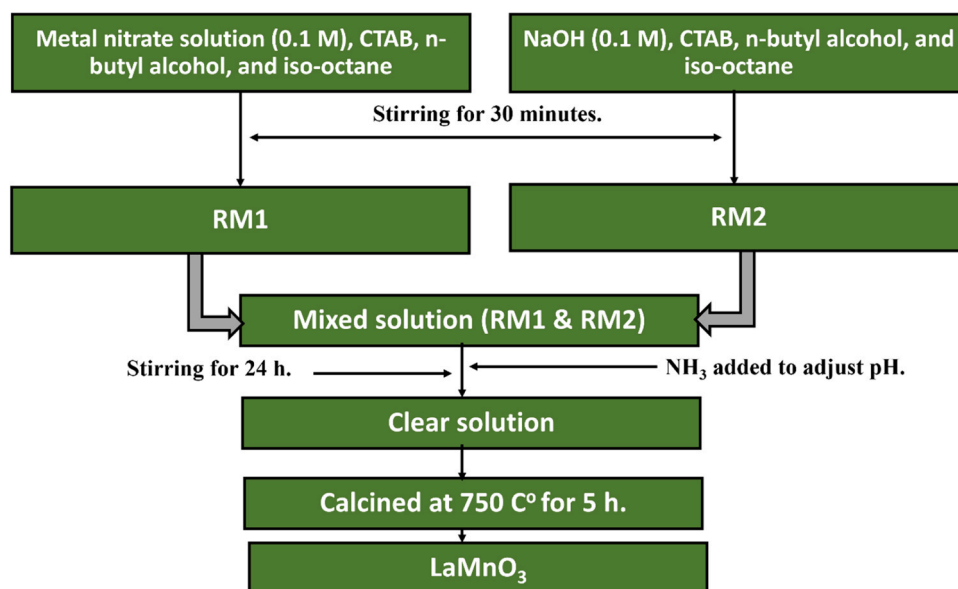 Metal nitrate solution (0.1 M), CTAB, n-
butyl alcohol, and iso-octane
NaOH (0.1 M), CTAB, n-butyl alcohol, and
iso-octane
Stirring for 30 minutes.
RM1
RM2
Mixed solution (RM1 & RM2)
Stirring for 24 h.
NH₃ added to adjust pH.
Clear solution
Calcined at 750 Cᵒ for 5 h.
LaMnO₃